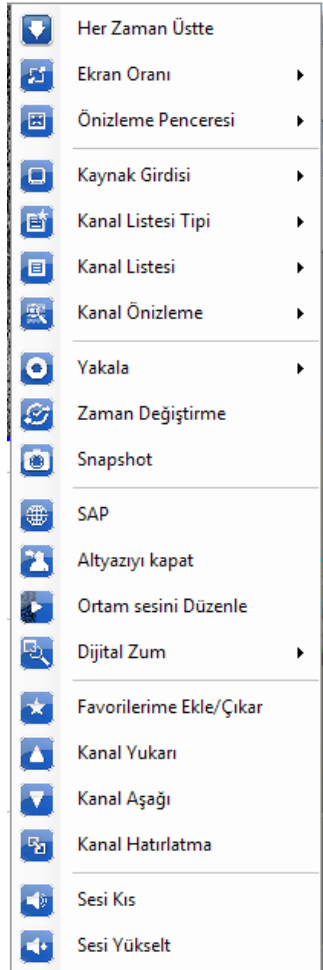 Her Zaman Üstte
Ekran Oranı
Önizleme Penceresi
Kaynak Girdisi
Kanal Listesi Tipi
Kanal Listesi
Kanal Önizleme
Yakala
Zaman Değiştirme
Snapshot
SAP
Altyazıyı kapat
Ortam sesini Düzenle
Dijital Zum
Favorilerime Ekle/Çıkar
Kanal Yukarı
Kanal Aşağı
Kanal Hatırlatma
Sesi Kıs
Sesi Yükselt